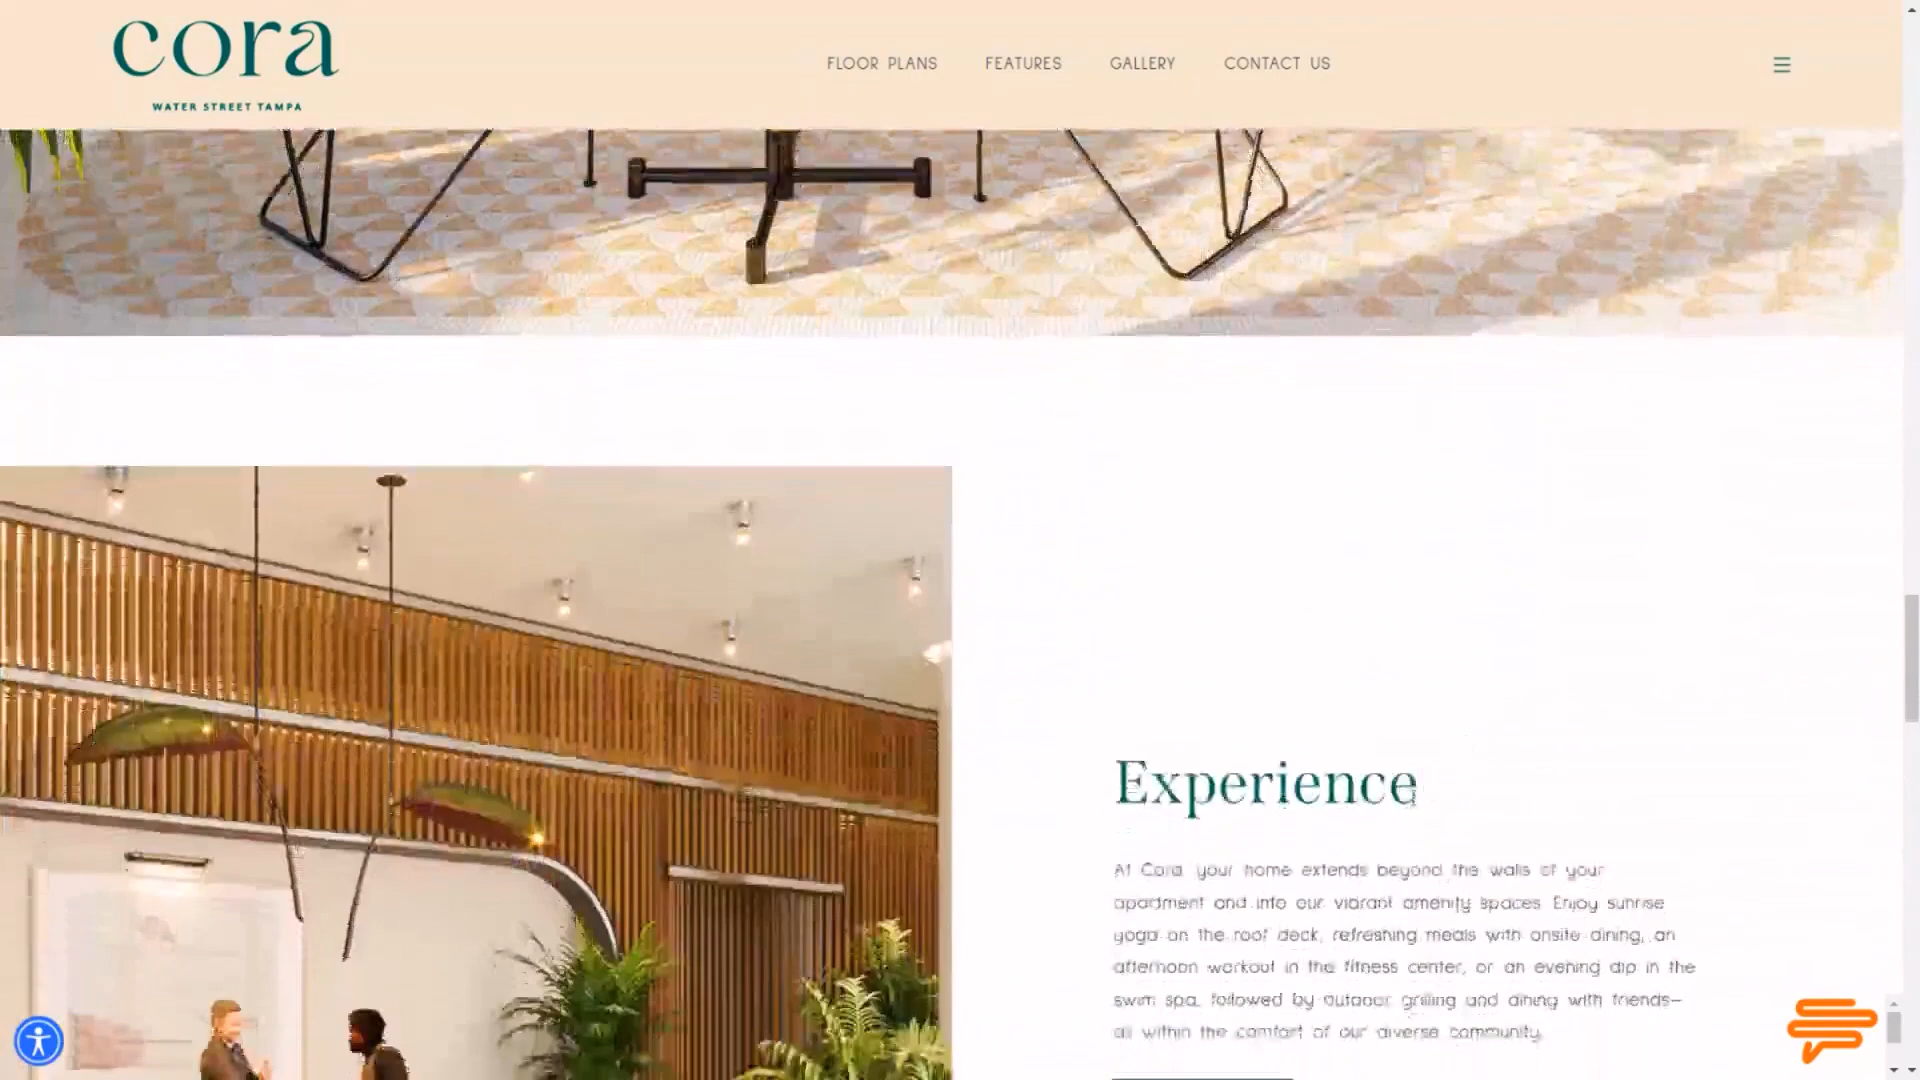 cora
WATER STREET TAMPA
FLOOR PLANS
FEATURES
GALLERY
CONTACT US
Experience
At Cora, your home extends beyond the walls of your
apartment and into our vibrant amenity spaces. Enjoy sunrise
yoga on the roof deck, refreshing meals with onsite dining, an
afternoon workout in the fitness center, or an evening dip in the
swim spa, followed by outdoor grilling and dining with friends–
all within the comfort of our diverse community.